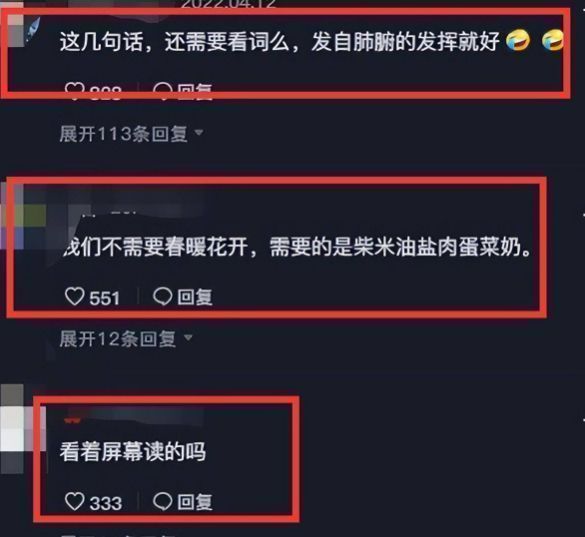 2022.04.12
这几句话，还需要看词么，发自肺腑的发挥就好🤣🤣
828 回复
展开113条回复
我们不需要春暖花开，需要的是柴米油盐肉蛋菜奶。
551 回复
展开12条回复
看着屏幕读的吗
333 回复